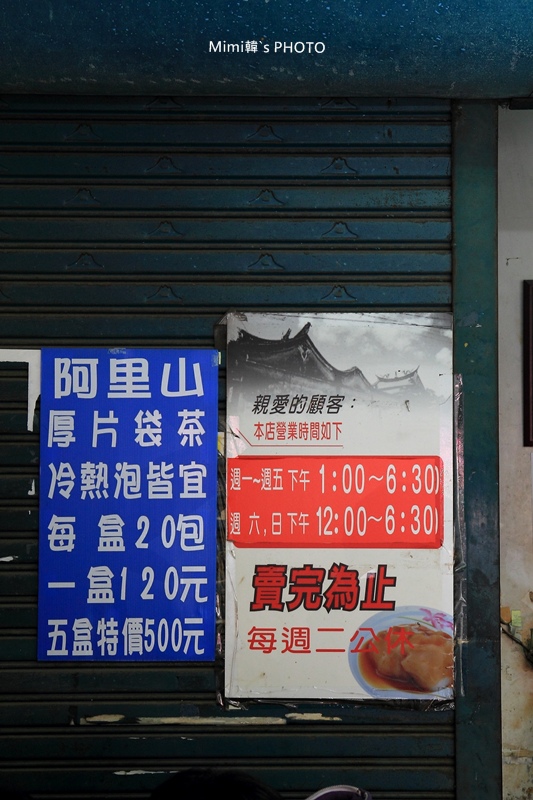 Mimi韓`s PHOTO
阿里山
厚片袋茶
冷熱泡皆宜
每盒20包
一盒120元
五盒特價500元
親愛的顧客：
本店營業時間如下
週一~週五下午 1:00~6:30)
週六,日下午 12:00~6:30)
賣完為止
每週二公休